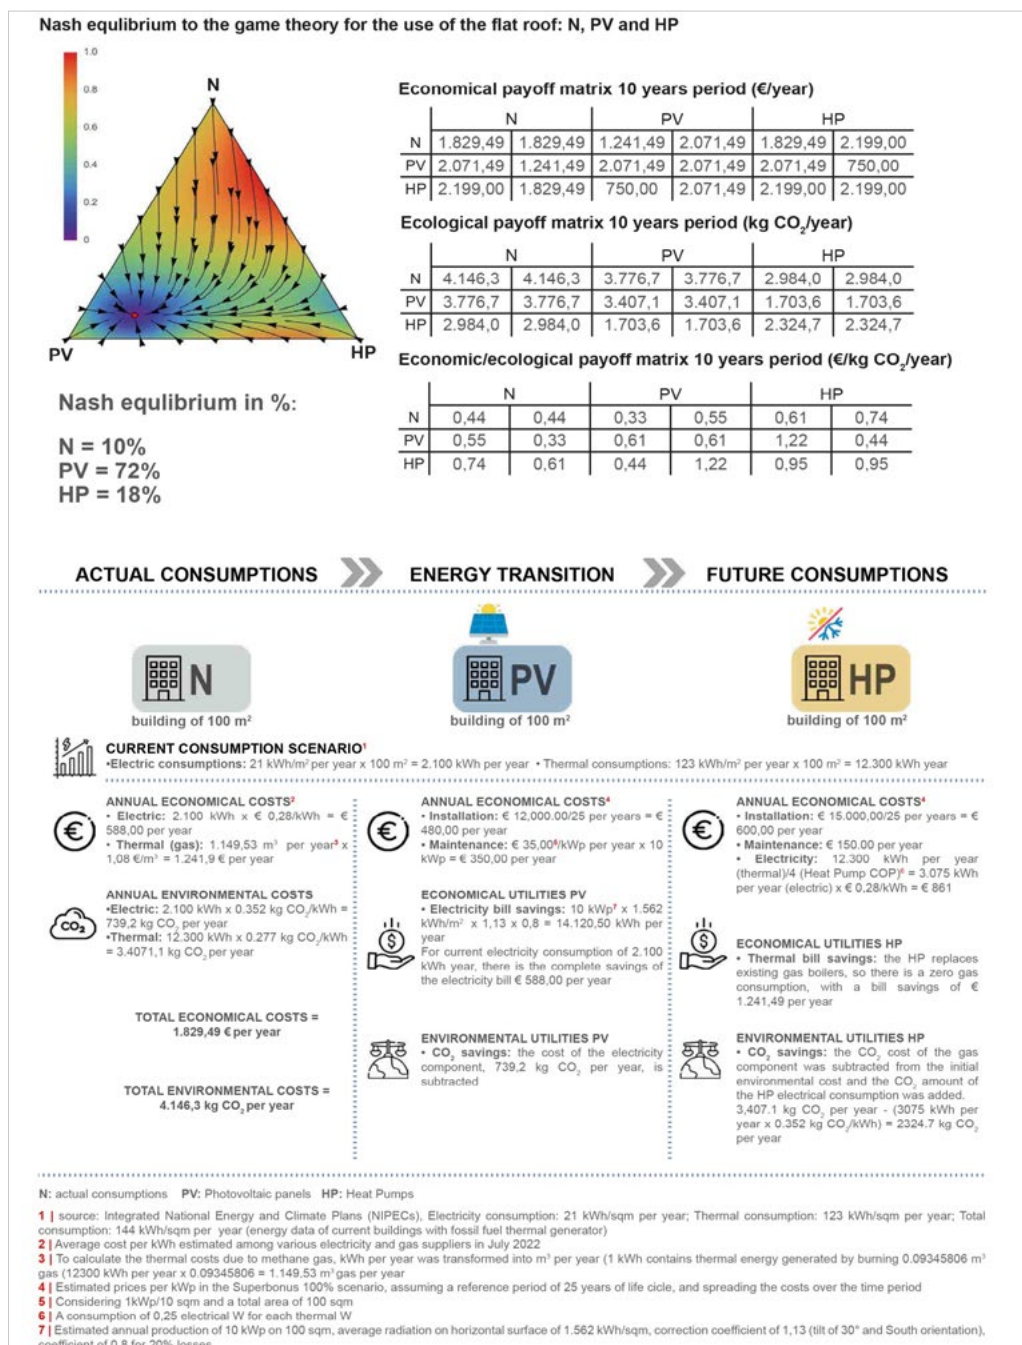 Nash equlibrium to the game theory for the use of the flat roof: N, PV and HP
1.0
0.8
0.6
0.4
0.2
0
N
PV
HP
Nash equlibrium in %:
N = 10%
PV = 72%
HP = 18%
Economical payoff matrix 10 years period (€/year)
N PV HP
N 1.829,49 1.829,49 1.241,49 2.071,49 1.829,49 2.199,00
PV 2.071,49 1.241,49 2.071,49 2.071,49 2.071,49 750,00
HP 2.199,00 1.829,49 750,00 2.071,49 2.199,00 2.199,00
Ecological payoff matrix 10 years period (kg CO₂/year)
N PV HP
N 4.146,3 4.146,3 3.776,7 3.776,7 2.984,0 2.984,0
PV 3.776,7 3.776,7 3.407,1 3.407,1 1.703,6 1.703,6
HP 2.984,0 2.984,0 1.703,6 1.703,6 2.324,7 2.324,7
Economic/ecological payoff matrix 10 years period (€/kg CO₂/year)
N PV HP
N 0,44 0,44 0,33 0,55 0,61 0,74
PV 0,55 0,33 0,61 0,61 1,22 0,44
HP 0,74 0,61 0,44 1,22 0,95 0,95
ACTUAL CONSUMPTIONS ENERGY TRANSITION FUTURE CONSUMPTIONS
N
building of 100 m²
PV
building of 100 m²
HP
building of 100 m²
CURRENT CONSUMPTION SCENARIO¹
•Electric consumptions: 21 kWh/m² per year x 100 m² = 2.100 kWh per year • Thermal consumptions: 123 kWh/m² per year x 100 m² = 12.300 kWh year
ANNUAL ECONOMICAL COSTS²
• Electric: 2.100 kWh x € 0,28/kWh = €
588,00 per year
• Thermal (gas): 1.149,53 m³ per year³ x
1,08 €/m³ = 1.241,9 € per year
ANNUAL ENVIRONMENTAL COSTS
•Electric: 2.100 kWh x 0.352 kg CO₂/kWh =
739,2 kg CO₂ per year
•Thermal: 12.300 kWh x 0.277 kg CO₂/kWh
= 3.4071,1 kg CO₂ per year
CO₂
TOTAL ECONOMICAL COSTS =
1.829,49 € per year
TOTAL ENVIRONMENTAL COSTS =
4.146,3 kg CO₂ per year
ANNUAL ECONOMICAL COSTS⁴
• Installation: € 12,000.00/25 per years = €
480,00 per year
• Maintenance: € 35,00⁵/kWp per year x 10
kWp = € 350,00 per year
ECONOMICAL UTILITIES PV
• Electricity bill savings: 10 kWp⁷ x 1.562
kWh/m² x 1,13 x 0,8 = 14.120,50 kWh per
year
For current electricity consumption of 2.100
kWh year, there is the complete savings of
the electricity bill € 588,00 per year
ENVIRONMENTAL UTILITIES PV
• CO₂ savings: the cost of the electricity
component, 739,2 kg CO₂ per year, is
subtracted
ANNUAL ECONOMICAL COSTS⁴
• Installation: € 15.000,00/25 per years = €
600,00 per year
• Maintenance: € 150.00 per year
• Electricity: 12.300 kWh per year
(thermal)/4 (Heat Pump COP)⁶ = 3.075 kWh
per year (electric) x € 0,28/kWh = € 861
ECONOMICAL UTILITIES HP
• Thermal bill savings: the HP replaces
existing gas boilers, so there is a zero gas
consumption, with a bill savings of €
1.241,49 per year
ENVIRONMENTAL UTILITIES HP
• CO₂ savings: the CO₂ cost of the gas
component was subtracted from the initial
environmental cost and the CO₂ amount of
the HP electrical consumption was added.
3,407.1 kg CO₂ per year - (3075 kWh per
year x 0.352 kg CO₂/kWh) = 2324.7 kg CO₂
per year
N: actual consumptions PV: Photovoltaic panels HP: Heat Pumps
1 | source: Integrated National Energy and Climate Plans (NIPECs), Electricity consumption: 21 kWh/sqm per year; Thermal consumption: 123 kWh/sqm per year; Total
consumption: 144 kWh/sqm per year (energy data of current buildings with fossil fuel thermal generator)
2 | Average cost per kWh estimated among various electricity and gas suppliers in July 2022
3 | To calculate the thermal costs due to methane gas, kWh per year was transformed into m³ per year (1 kWh contains thermal energy generated by burning 0.09345806 m³
gas (12300 kWh per year x 0.09345806 = 1.149,53 m³ gas per year
4 | Estimated prices per kWp in the Superbonus 100% scenario, assuming a reference period of 25 years of life cicle, and spreading the costs over the time period
5 | Considering 1kWp/10 sqm and a total area of 100 sqm
6 | A consumption of 0,25 electrical W for each thermal W
7 | Estimated annual production of 10 kWp on 100 sqm, average radiation on horizontal surface of 1.562 kWh/sqm, correction coefficient of 1,13 (tilt of 30° and South orientation),
coefficient of 0,8 for 20% losses